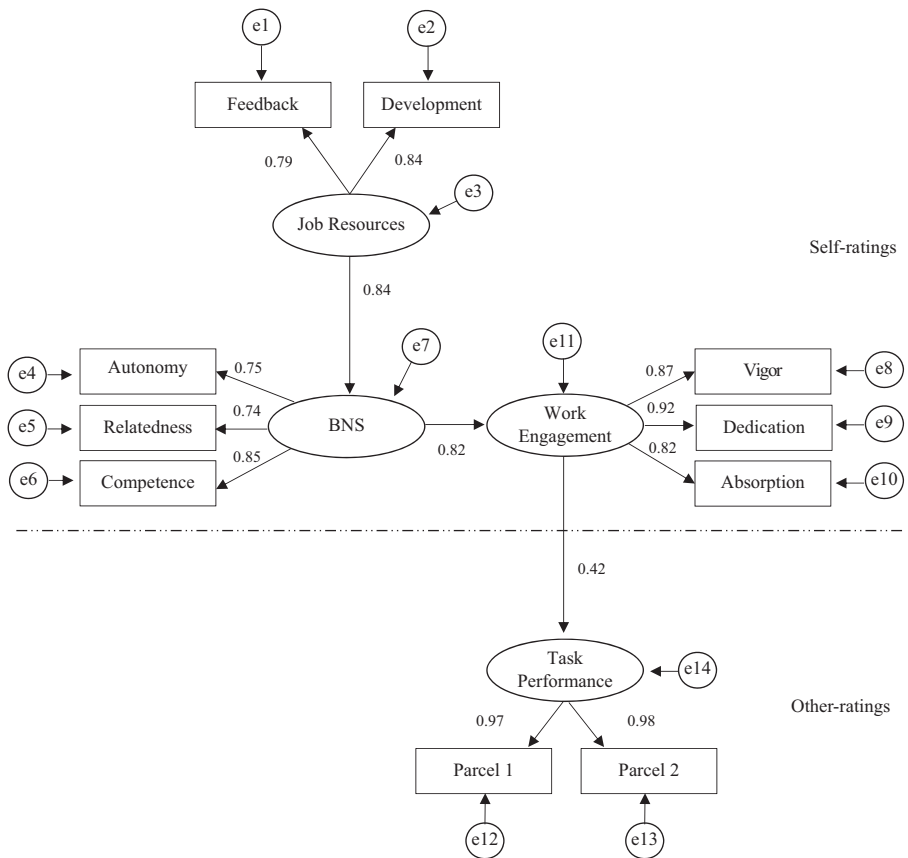 e1
e2
Feedback
Development
0.79
0.84
e3
Job Resources
Self-ratings
0.84
e11
e7
e4
Autonomy
0.75
0.87
Vigor
e8
e5
Relatedness
0.74
BNS
0.82
Work
Engagement
0.92
Dedication
e9
e6
Competence
0.85
0.82
Absorption
e10
0.42
Task
Performance
e14
Other-ratings
0.97
0.98
Parcel 1
Parcel 2
e12
e13